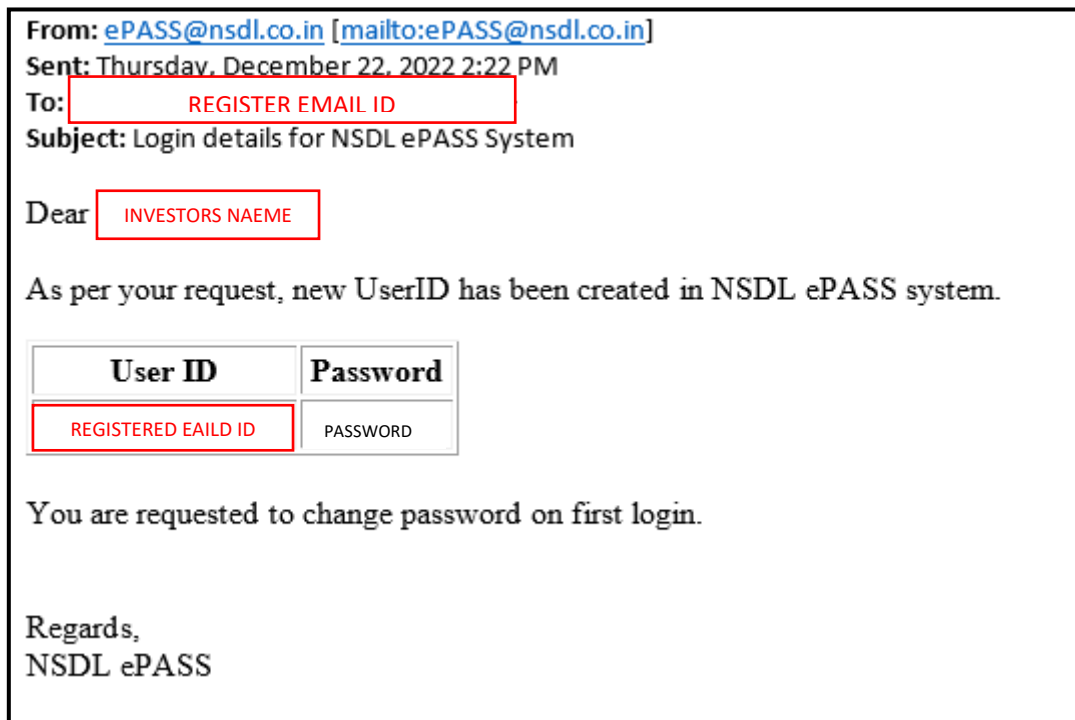 From: ePASS@nsdl.co.in [mailto:ePASS@nsdl.co.in]
Sent: Thursday, December 22, 2022 2:22 PM
To: REGISTER EMAIL ID
Subject: Login details for NSDL ePASS System
Dear INVESTORS NAEME
As per your request, new UserID has been created in NSDL ePASS system.
User ID Password
REGISTERED EAILD ID PASSWORD
You are requested to change password on first login.
Regards,
NSDL ePASS